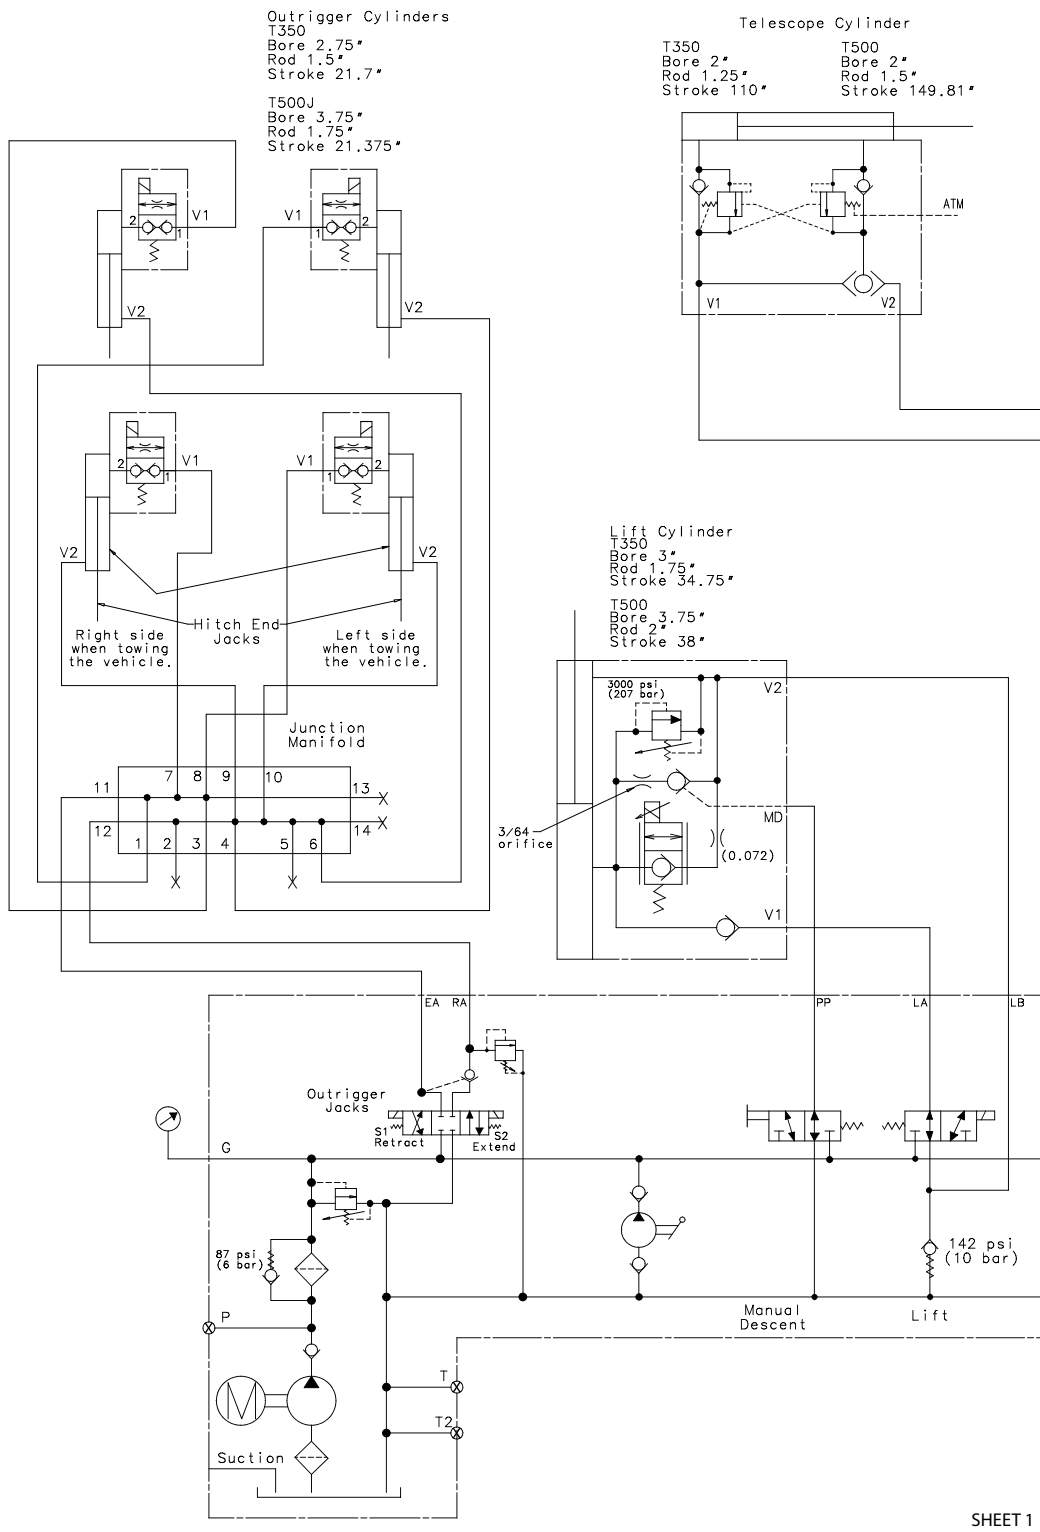 Outrigger Cylinders
T350
Bore 2.75"
Rod 1.5"
Stroke 21.7"
T500J
Bore 3.75"
Rod 1.75"
Stroke 21.375"
Telescope Cylinder
T350
Bore 2"
Rod 1.25"
Stroke 110"
T500
Bore 2"
Rod 1.5"
Stroke 149.81"
2
V1
1
V1
2
1
ATM
V2
V2
V1
V2
2
V1
1
V1
2
1
V2
V2
Hitch End
Jacks
Right side
when towing
the vehicle.
Left side
when towing
the vehicle.
Lift Cylinder
T350
Bore 3"
Rod 1.75"
Stroke 34.75"
T500
Bore 3.75"
Rod 2"
Stroke 38"
3000 psi
(207 bar)
V2
Junction
Manifold
7
8
9
10
11
13
12
14
1
2
3
4
5
6
3/64
orifice
MD
(0.072)
V1
EA
RA
PP
LA
LB
Outrigger
Jacks
S1
Retract
S2
Extend
G
87 psi
(6 bar)
142 psi
(10 bar)
P
Manual
Descent
Lift
T
M
T2
Suction
SHEET 1